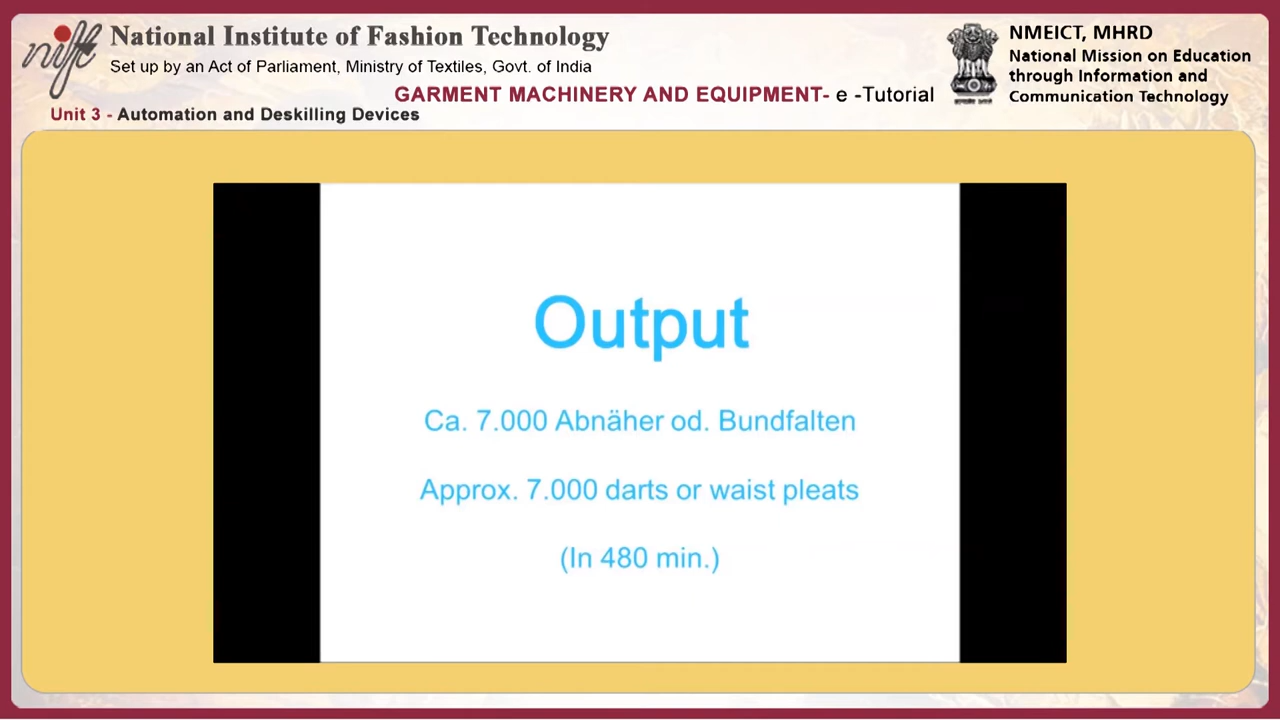 nift
National Institute of Fashion Technology
Set up by an Act of Parliament, Ministry of Textiles, Govt. of India
GARMENT MACHINERY AND EQUIPMENT- e -Tutorial
Unit 3 - Automation and Deskilling Devices
NMEICT, MHRD
National Mission on Education
through Information and
Communication Technology
Output
Ca. 7.000 Abnäher od. Bundfalten
Approx. 7.000 darts or waist pleats
(In 480 min.)